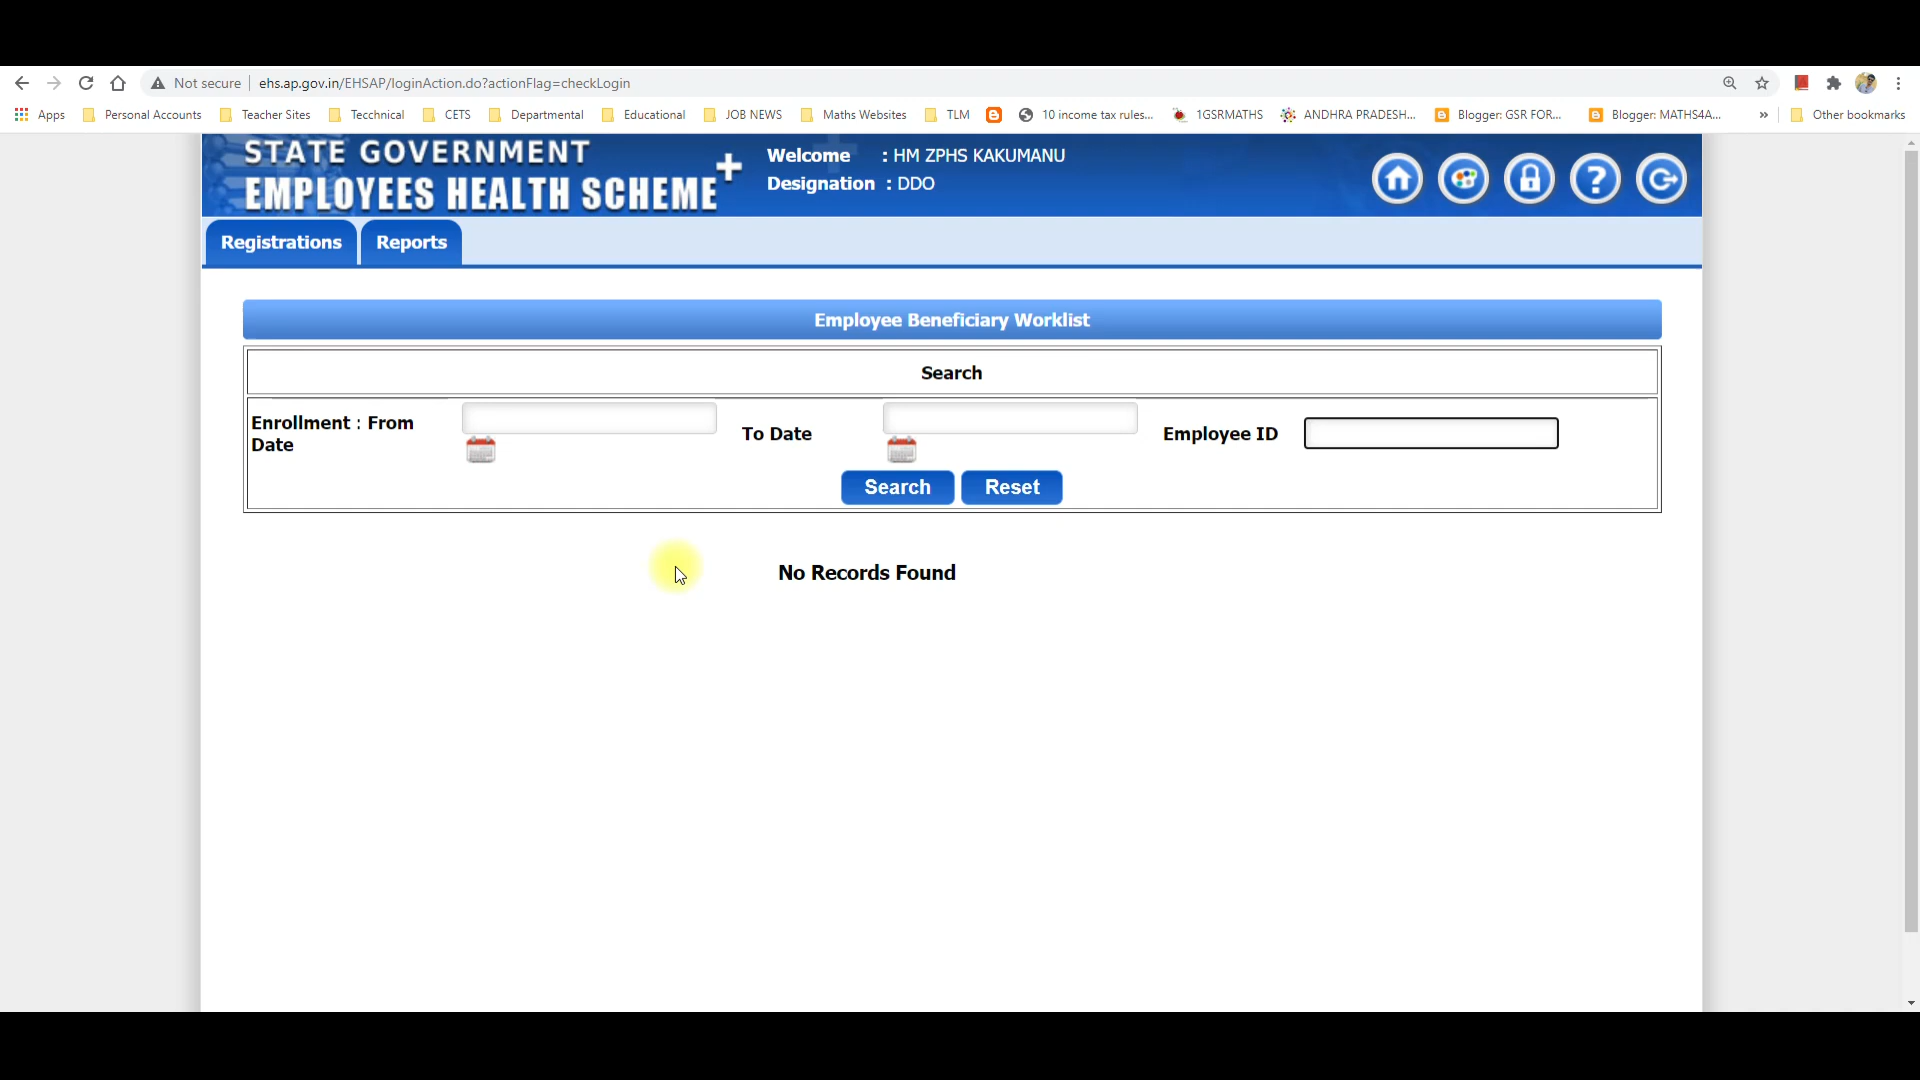 Not secure | ehs.ap.gov.in/EHSAP/loginAction.do?actionFlag=checkLogin
Apps Personal Accounts Teacher Sites Tecchnical CETS Departmental Educational JOB NEWS Maths Websites TLM 10 income tax rules... 1GSRMATHS ANDHRA PRADESH... Blogger: GSR FOR... Blogger: MATHS4A... » Other bookmarks
STATE GOVERNMENT
EMPLOYEES HEALTH SCHEME
Welcome : HM ZPHS KAKUMANU
Designation : DDO
Registrations Reports
Employee Beneficiary Worklist
Search
Enrollment : From Date To Date Employee ID
Search Reset
No Records Found